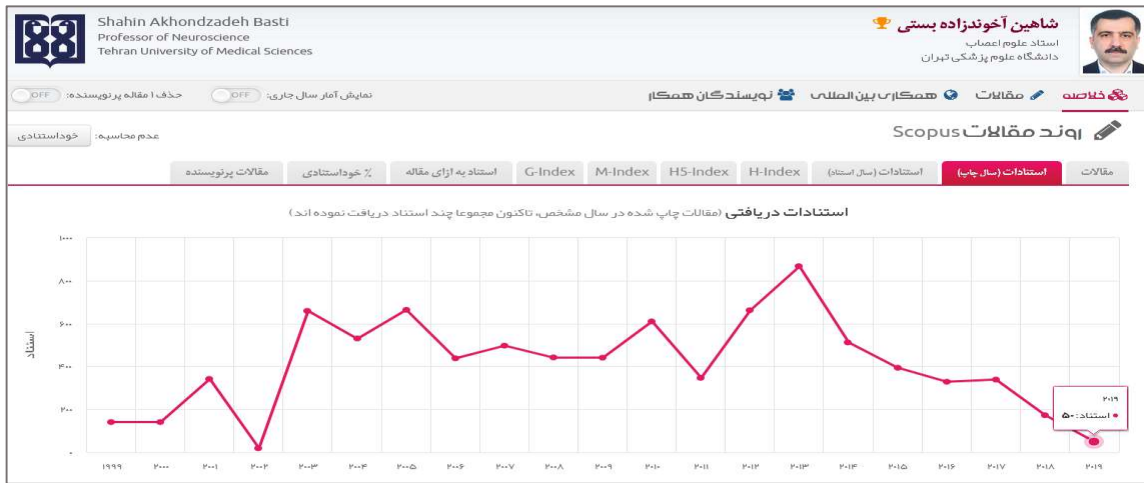 Shahin Akhondzadeh Basti
Professor of Neuroscience
Tehran University of Medical Sciences
شاهین آخوندزاده بستی
استاد علوم اعصاب
دانشگاه علوم پزشکی تهران
خلاصه مقالات همکاری بین‌المللی نویسندگان همکار
نمایش آمار سال جاری: OFF
حذف ۱ مقاله پرنویسنده: OFF
روند مقالات Scopus
عدم محاسبه: خوداستنادی
مقالات استنادات (سال چاپ) استنادات (سال استناد) H-Index H5-Index M-Index G-Index استناد به ازای مقاله ٪ خوداستنادی مقالات پرنویسنده
استنادات دریافتی (مقالات چاپ شده در سال مشخص، تاکنون مجموعا چند استناد دریافت نموده اند)
۱۰۰۰
۸۰۰
۶۰۰
۴۰۰
۲۰۰
۰
استناد
۲۰۱۹
استناد: ۵۰
۱۹۹۹ ۲۰۰۰ ۲۰۰۱ ۲۰۰۲ ۲۰۰۳ ۲۰۰۴ ۲۰۰۵ ۲۰۰۶ ۲۰۰۷ ۲۰۰۸ ۲۰۰۹ ۲۰۱۰ ۲۰۱۱ ۲۰۱۲ ۲۰۱۳ ۲۰۱۴ ۲۰۱۵ ۲۰۱۶ ۲۰۱۷ ۲۰۱۸ ۲۰۱۹